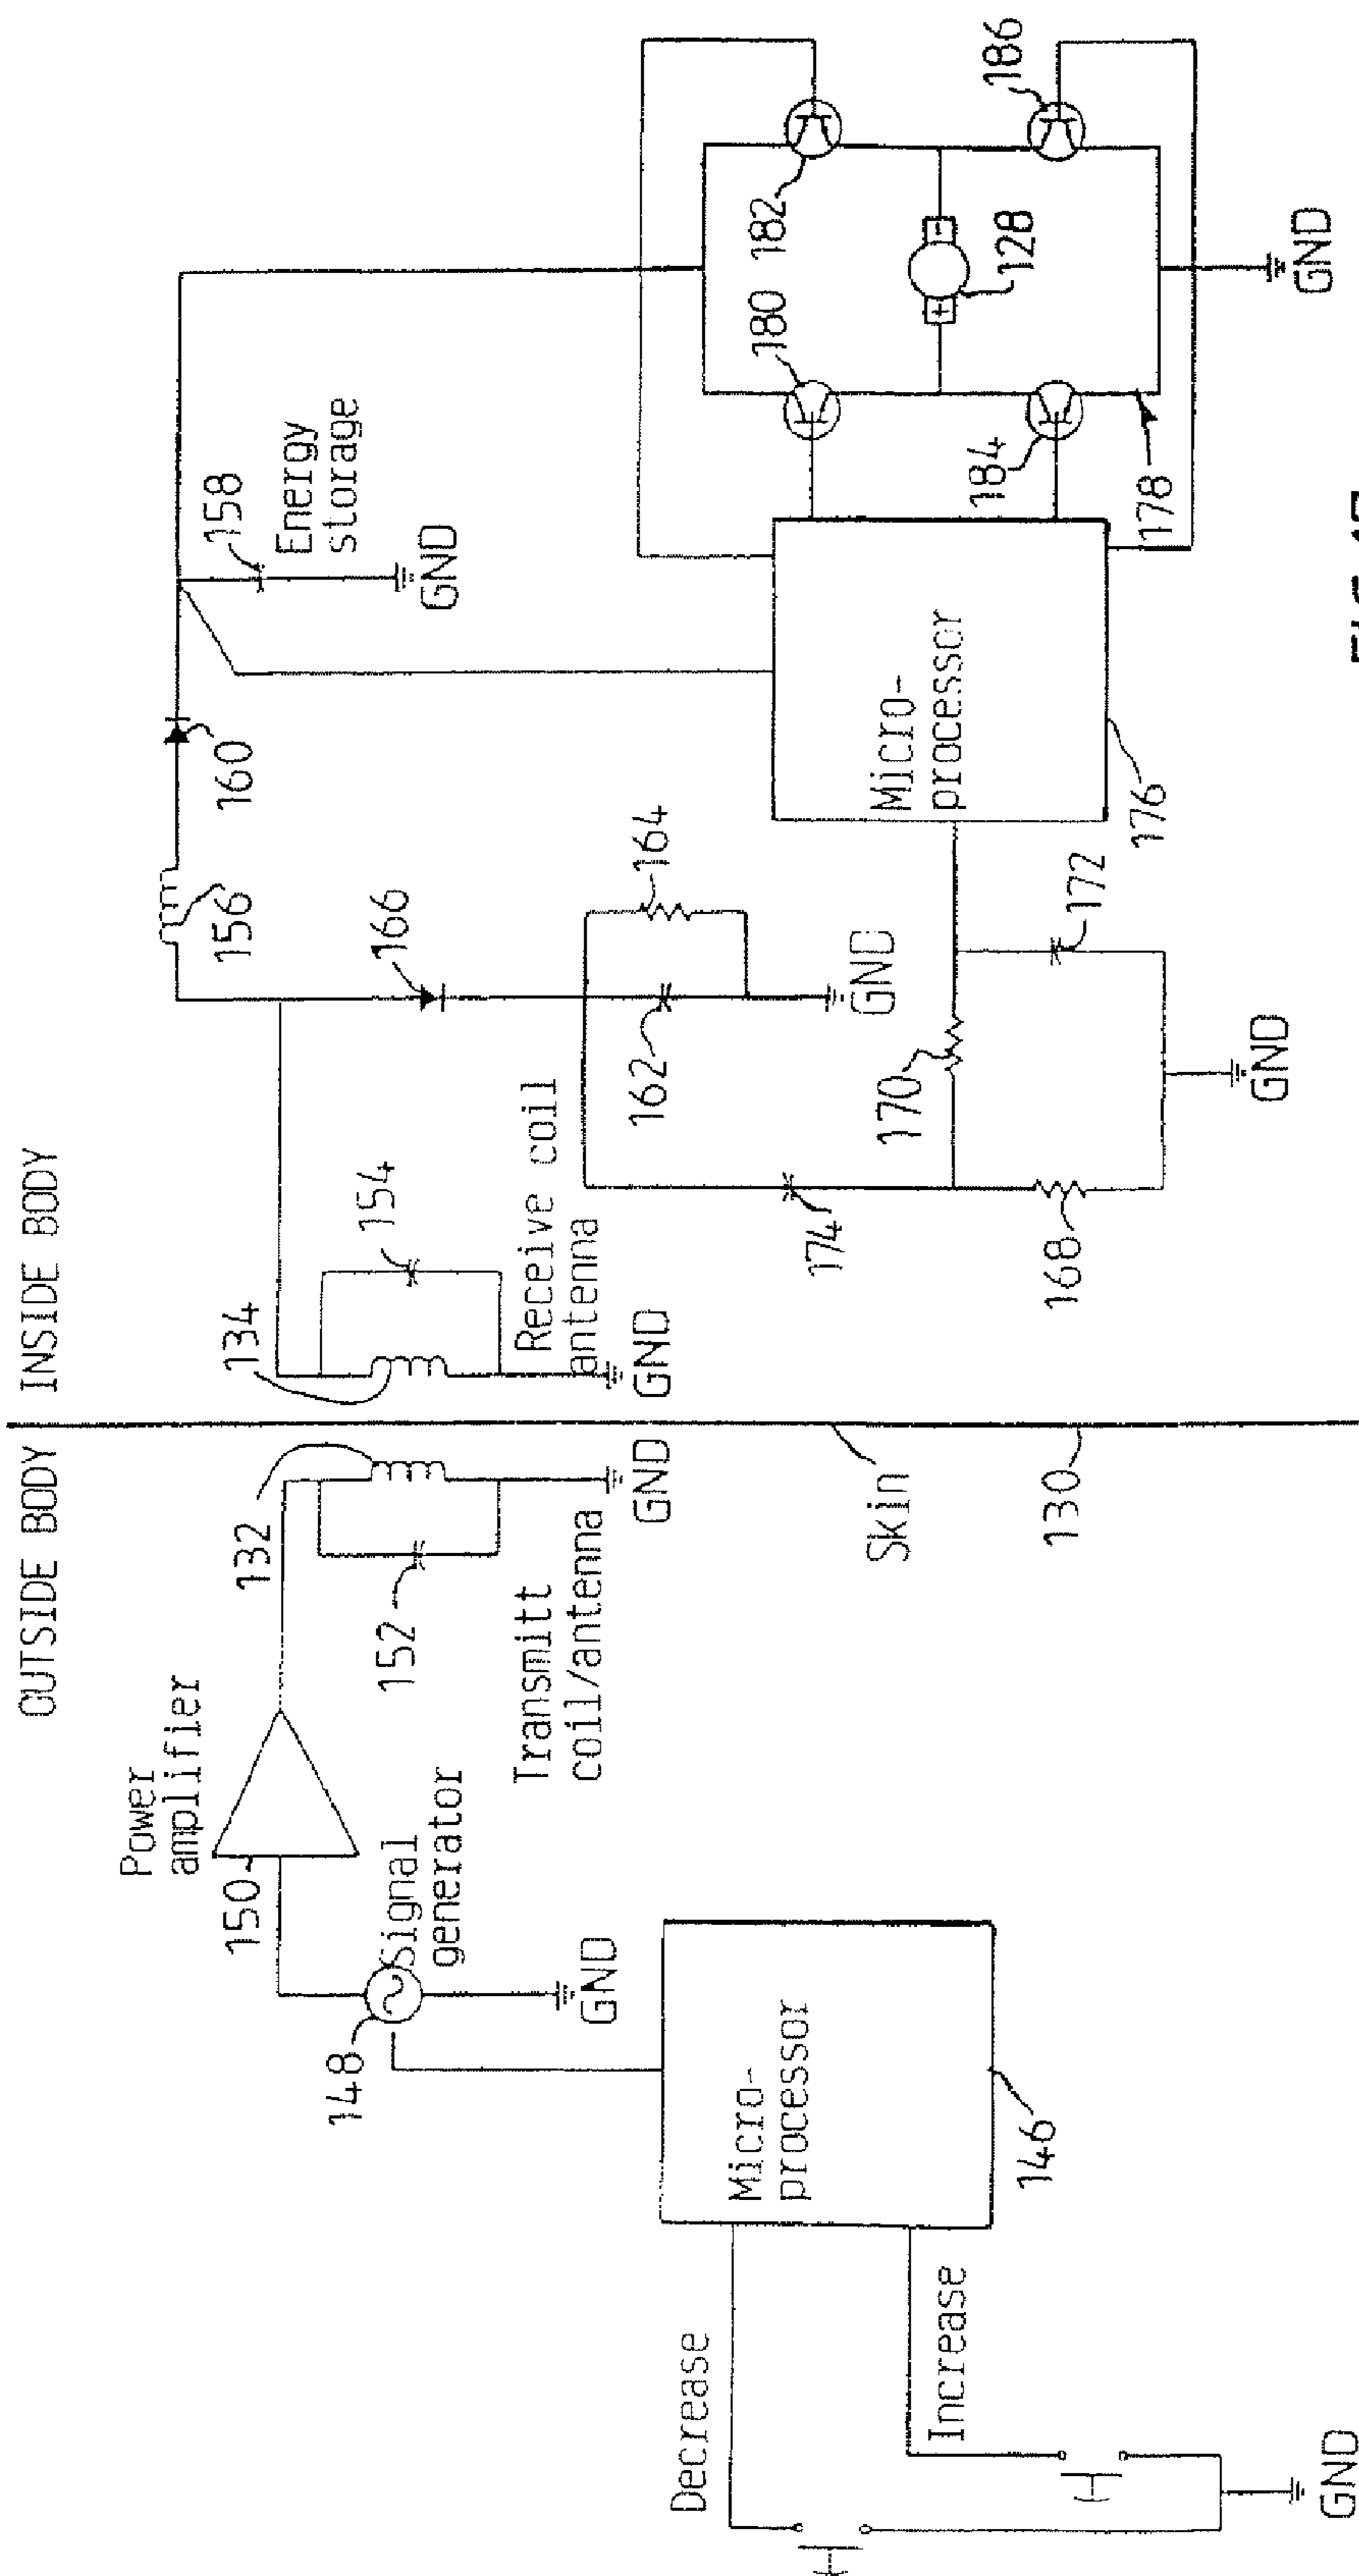 OUTSIDE BODY
INSIDE BODY
Power
amplifier
150
Signal
generator
148
GND
Micro-
processor
146
Decrease
Increase
GND
132
152
Transmitt
coil/antenna
GND
Skin
130
134
154
Receive coil
antenna
GND
156
160
158
Energy
storage
GND
166
164
162
GND
174
170
172
168
GND
Micro-
processor
176
180
182
184
186
128
+
-
178
GND